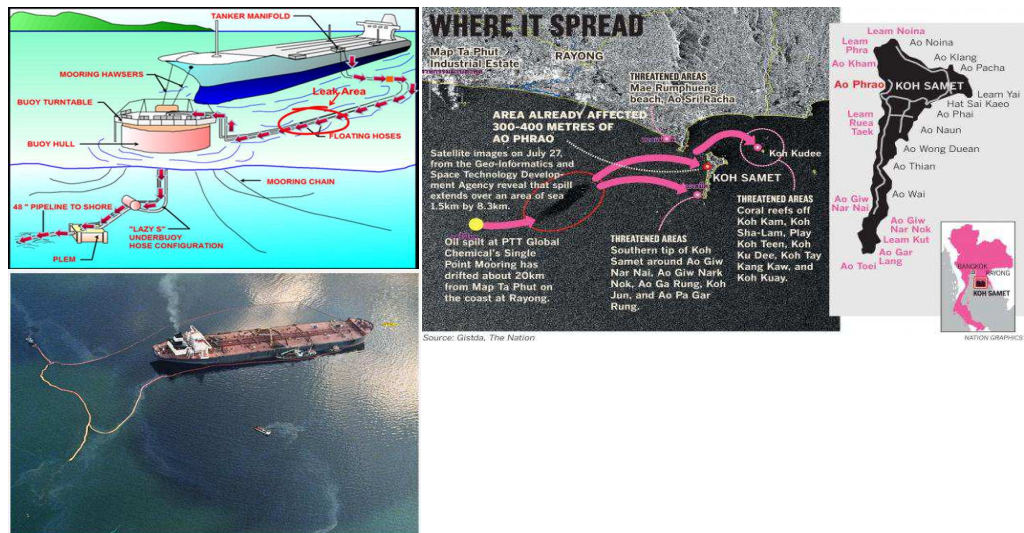 TANKER MANIFOLD
MOORING HAWSERS
BUOY TURNTABLE
Leak Area
FLOATING HOSES
BUOY HULL
MOORING CHAIN
48 " PIPELINE TO SHORE
"LAZY S"
UNDERBUOY
HOSE CONFIGURATION
PLEM
WHERE IT SPREAD
Map Ta Phut
Industrial Estate
RAYONG
THREATENED AREAS
Mae Rumphueng
beach, Ao Sri Racha
AREA ALREADY AFFECTED
300-400 METRES OF
AO PHRAO
Satellite images on July 27,
from the Geo-Informatics and
Space Technology Develop-
ment Agency reveal that spill
extends over an area of sea
1.5km by 8.3km.
Koh Kudee
KOH SAMET
Oil spilt at PTT Global
Chemical's Single
Point Mooring has
drifted about 20km
from Map Ta Phut on
the coast at Rayong.
THREATENED AREAS
Southern tip of Koh
Samet around Ao Giw
Nar Nai, Ao Giw Nark
Nok, Ao Ga Rung, Koh
Jun, and Ao Pa Gar
Rung.
THREATENED AREAS
Coral reefs off
Koh Kam, Koh
Sha-Lam, Play
Koh Teen, Koh
Ku Dee, Koh Tay
Kang Kaw, and
Koh Kuay.
Leam Noina
Leam
Phra
Ao Noina
Ao Kham
Ao Klang
Ao Pacha
Ao Phrao
KOH SAMET
Learn Yai
Hat Sai Kaeo
Ao Phai
Leam
Ruea
Taek
Ao Naun
Ao Wong Duean
Ao Thian
Ao Wai
Ao Giw
Nar Nai
Ao Giw
Nar Nok
Leam Kut
Ao Gar
Lang
Ao Toei
BANGKOK
RAYONG
KOH SAMET
Source: Gistda, The Nation
NATION GRAPHICS